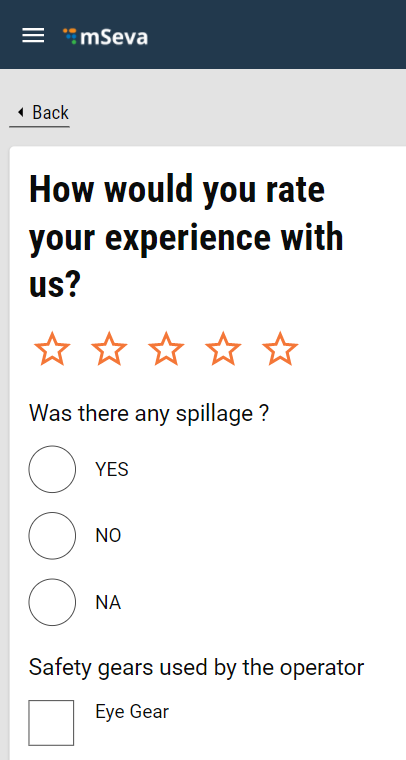 mSeva
Back
How would you rate
your experience with
us?
Was there any spillage ?
YES
NO
NA
Safety gears used by the operator
Eye Gear